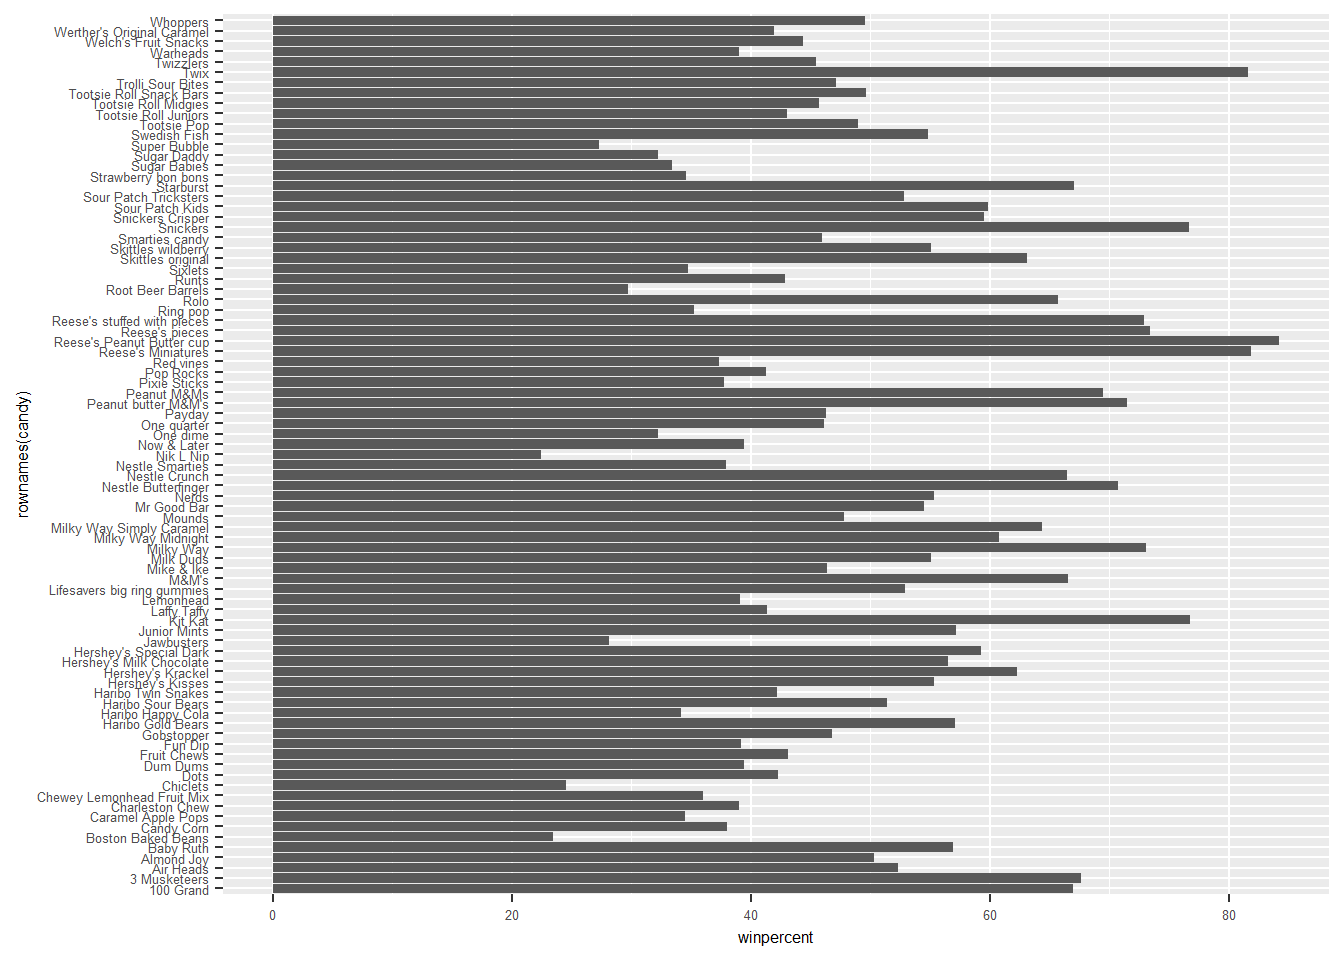 Whoppers
Werther's Original Caramel
Welch's Fruit Snacks
Warheads
Twizzlers
Twix
Trolli Sour Bites
Tootsie Roll Snack Bars
Tootsie Roll Midgies
Tootsie Roll Juniors
Tootsie Pop
Swedish Fish
Super Bubble
Sugar Daddy
Sugar Babies
Strawberry bon bons
Starburst
Sour Patch Tricksters
Sour Patch Kids
Snickers Crisper
Snickers
Smarties candy
Skittles wildberry
Skittles original
Sixlets
Runts
Root Beer Barrels
Rolo
Ring pop
Reese's stuffed with pieces
Reese's pieces
Reese's Peanut Butter cup
Reese's Miniatures
Red vines
Pop Rocks
Pixie Sticks
Peanut M&Ms
Peanut butter M&M's
Payday
One quarter
One dime
Now & Later
Nik L Nip
Nestle Smarties
Nestle Crunch
Nestle Butterfinger
Nerds
Mr Good Bar
Mounds
Milky Way Simply Caramel
Milky Way Midnight
Milky Way
Milk Duds
Mike & Ike
M&M's
Lifesavers big ring gummies
Lemonhead
Laffy Taffy
Kit Kat
Junior Mints
Jawbusters
Hershey's Special Dark
Hershey's Milk Chocolate
Hershey's Krackel
Hershey's Kisses
Haribo Twin Snakes
Haribo Sour Bears
Haribo Happy Cola
Haribo Gold Bears
Gobstopper
Fun Dip
Fruit Chews
Dum Dums
Dots
Chiclets
Chewey Lemonhead Fruit Mix
Charleston Chew
Caramel Apple Pops
Candy Corn
Boston Baked Beans
Baby Ruth
Almond Joy
Air Heads
3 Musketeers
100 Grand
rownames(candy)
0 20 40 60 80
winpercent